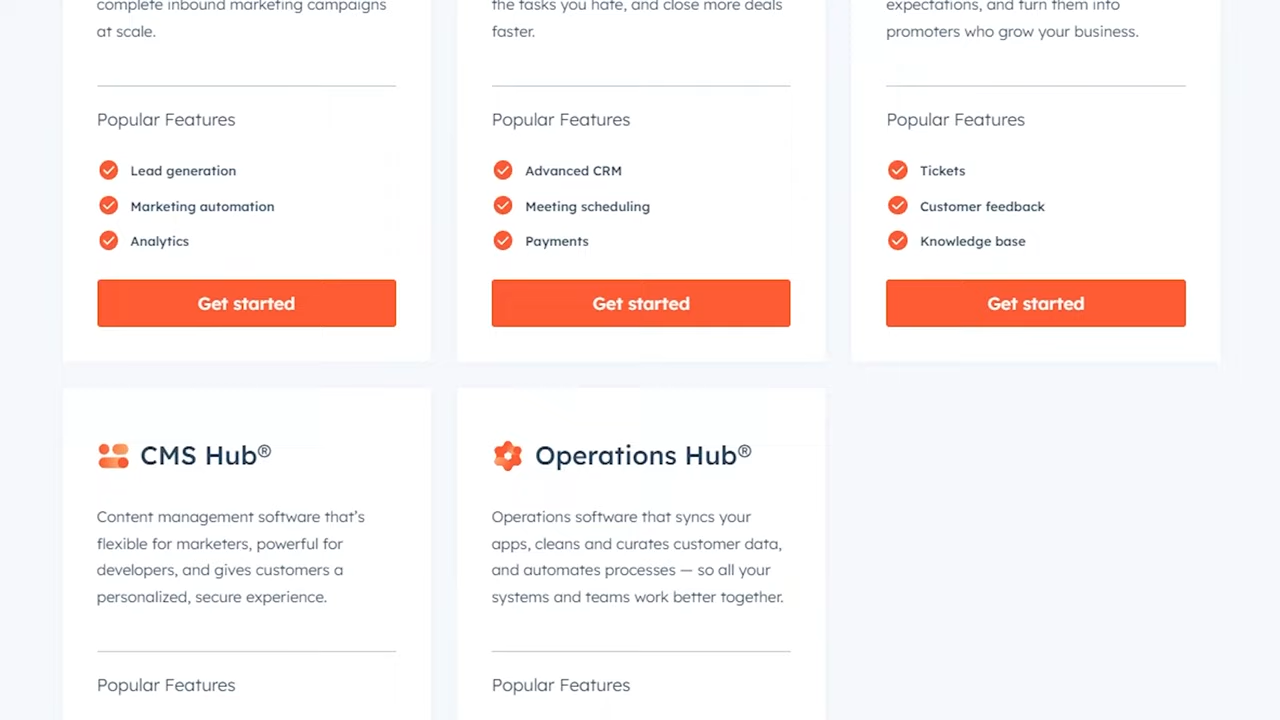 complete inbound marketing campaigns
at scale.
Popular Features
Lead generation
Marketing automation
Analytics
Get started
the tasks you hate, and close more deals
faster.
Popular Features
Advanced CRM
Meeting scheduling
Payments
Get started
expectations, and turn them into
promoters who grow your business.
Popular Features
Tickets
Customer feedback
Knowledge base
Get started
CMS Hub®
Content management software that's
flexible for marketers, powerful for
developers, and gives customers a
personalized, secure experience.
Popular Features
Operations Hub®
Operations software that syncs your
apps, cleans and curates customer data,
and automates processes — so all your
systems and teams work better together.
Popular Features